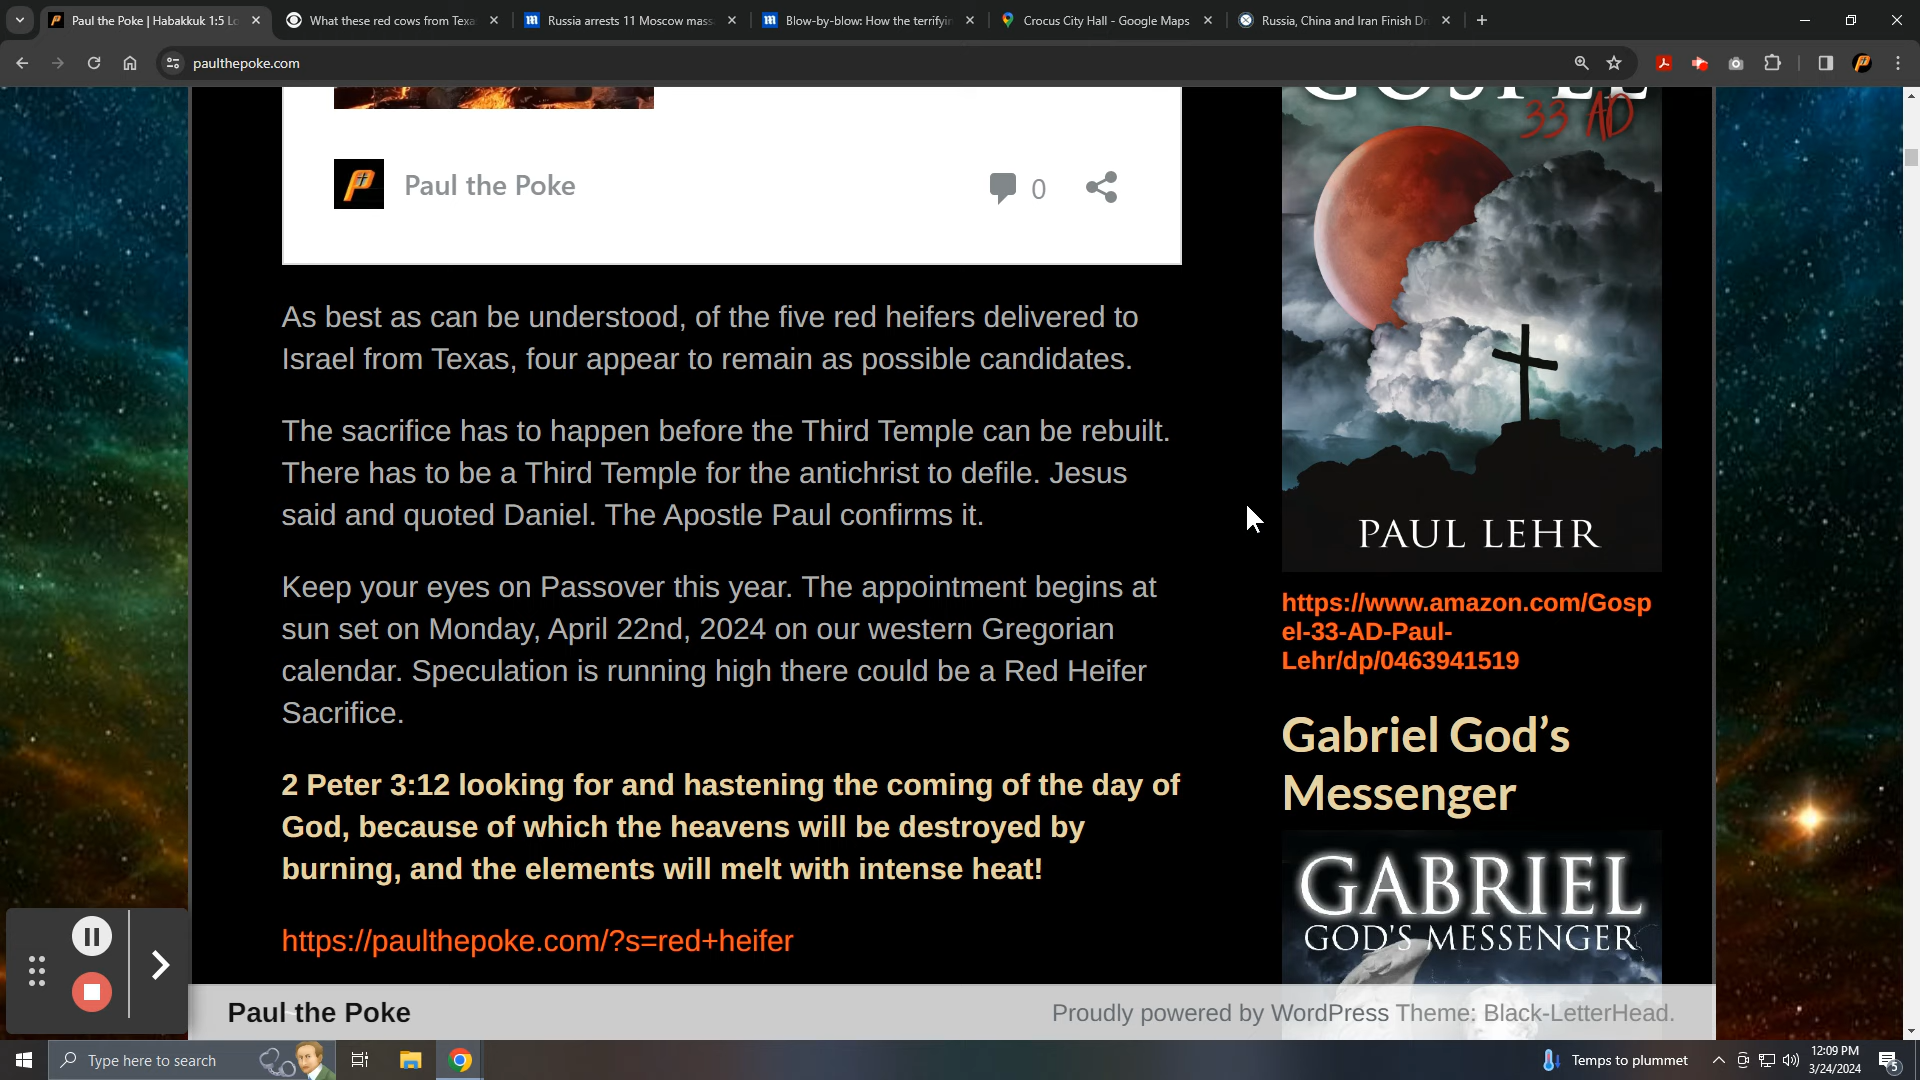 Paul the Poke | Habakkuk 1:5 Lo
What these red cows from Texa
Russia arrests 11 Moscow mass
Blow-by-blow: How the terrifyin
Crocus City Hall - Google Maps
Russia, China and Iran Finish Dr
paulthepoke.com
33 AD
Paul the Poke
0
As best as can be understood, of the five red heifers delivered to
Israel from Texas, four appear to remain as possible candidates.
The sacrifice has to happen before the Third Temple can be rebuilt.
There has to be a Third Temple for the antichrist to defile. Jesus
said and quoted Daniel. The Apostle Paul confirms it.
Keep your eyes on Passover this year. The appointment begins at
sun set on Monday, April 22nd, 2024 on our western Gregorian
calendar. Speculation is running high there could be a Red Heifer
Sacrifice.
2 Peter 3:12 looking for and hastening the coming of the day of
God, because of which the heavens will be destroyed by
burning, and the elements will melt with intense heat!
https://paulthepoke.com/?s=red+heifer
PAUL LEHR
https://www.amazon.com/Gosp
el-33-AD-Paul-
Lehr/dp/0463941519
Gabriel God's
Messenger
GABRIEL
GOD'S MESSENGER
Paul the Poke
Proudly powered by WordPress Theme: Black-LetterHead.
Type here to search
Temps to plummet
12:09 PM
3/24/2024
5